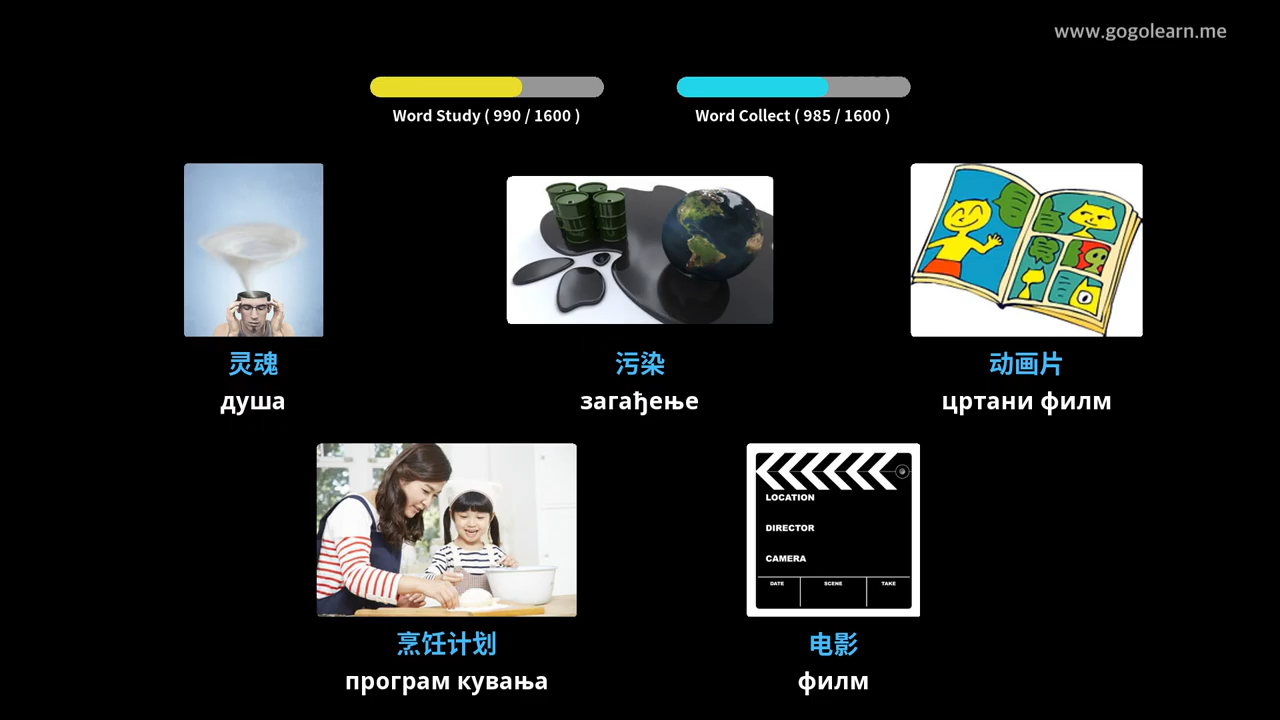 www.gogolearn.me
Word Study ( 990 / 1600 )
Word Collect ( 985 / 1600 )
灵魂
污染
动画片
душа
загађење
цртани филм
LOCATION
DIRECTOR
CAMERA
DATE
SCENE
TAKE
烹饪计划
电影
програм кувања
филм